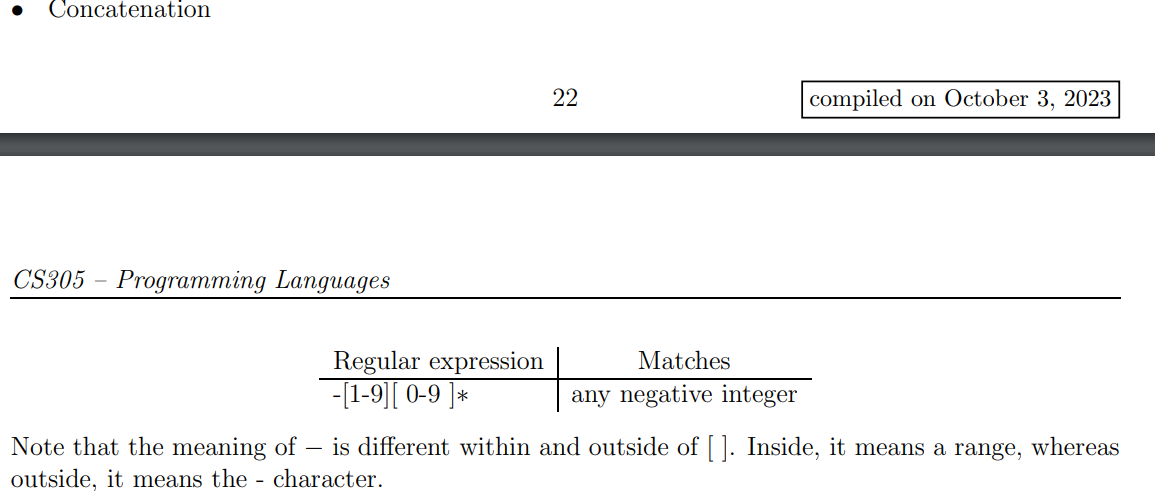 • Concatenation
22
compiled on October 3, 2023
CS305 – Programming Languages
Regular expression Matches
-[1-9][ 0-9 ]∗ any negative integer
Note that the meaning of − is different within and outside of [ ]. Inside, it means a range, whereas
outside, it means the - character.